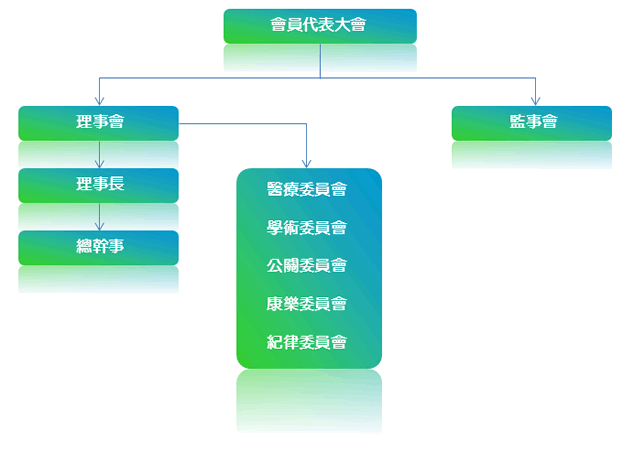 會員代表大會
理事會
監事會
理事長
總幹事
醫療委員會
學術委員會
公關委員會
康樂委員會
紀律委員會